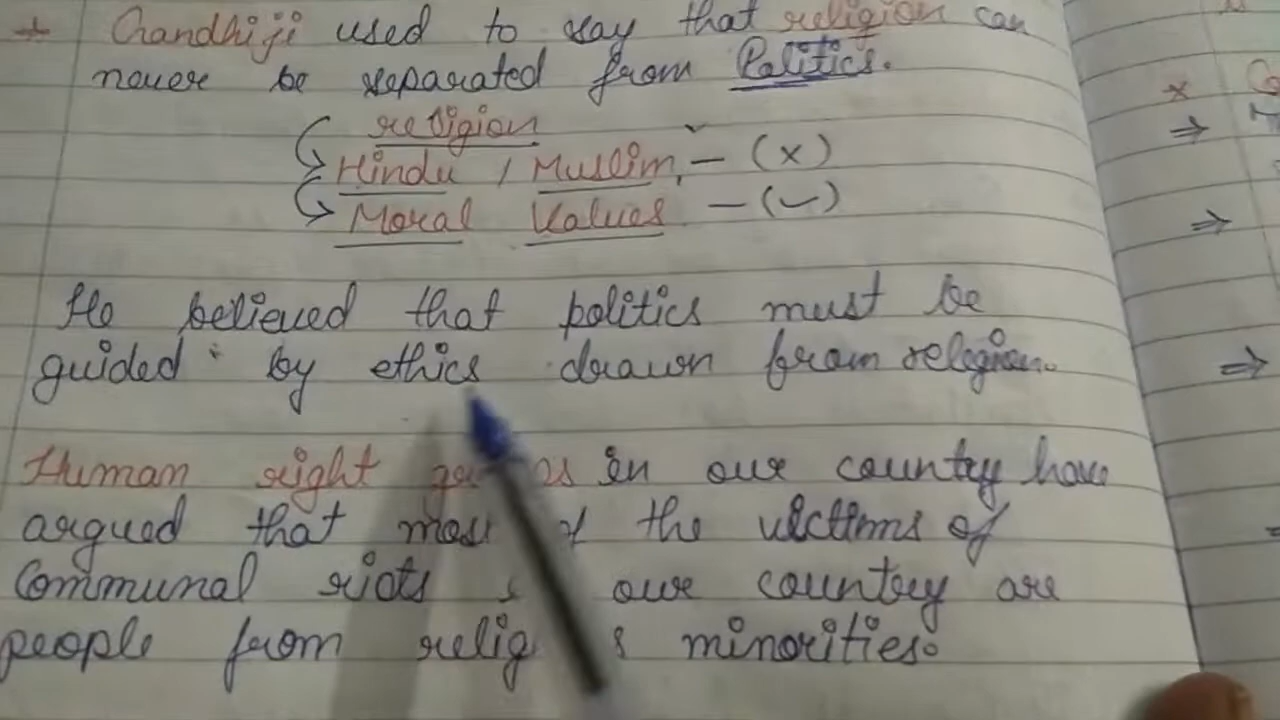 Gandhiji used to say that religion can
never be separated from Politics.
religion
Hindu / Muslim, - (x)
Moral Values - (✓)
He believed that politics must be
guided by ethics drawn from religion.
Human right in our country have
argued that of the victims of
Communal riots our country are
people from minorities.
x
⇒
⇒
⇒